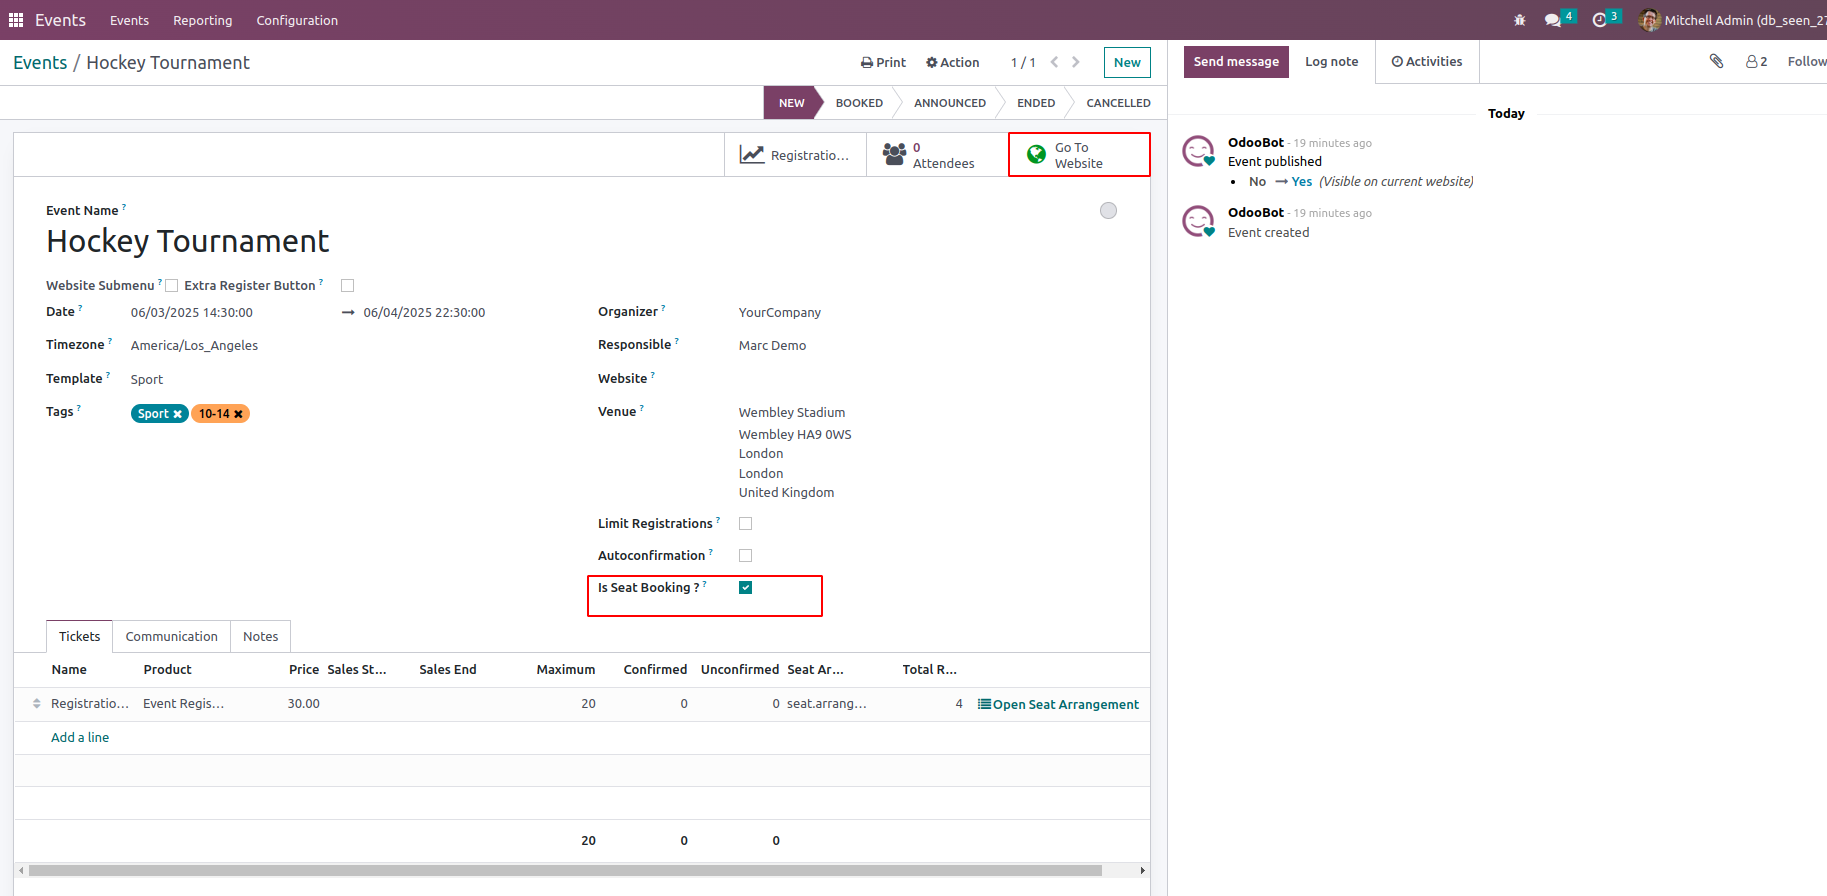 Events Events Reporting Configuration 4 3 Mitchell Admin (db_seen_27
Events / Hockey Tournament Print Action 1 / 1 New
Send message Log note Activities 2 Follow
NEW BOOKED ANNOUNCED ENDED CANCELLED
Today
Registratio...
0
Attendees
Go To
Website
OdooBot - 19 minutes ago
Event published
• No → Yes (Visible on current website)
OdooBot - 19 minutes ago
Event created
Event Name ?
Hockey Tournament
Website Submenu ? Extra Register Button ?
Date ? 06/03/2025 14:30:00 → 06/04/2025 22:30:00
Timezone ? America/Los_Angeles
Template ? Sport
Tags ? Sport ✖ 10-14 ✖
Organizer ? YourCompany
Responsible ? Marc Demo
Website ?
Venue ? Wembley Stadium
Wembley HA9 0WS
London
London
United Kingdom
Limit Registrations ?
Autoconfirmation ?
Is Seat Booking ? ?
Tickets Communication Notes
Name Product Price Sales St... Sales End Maximum Confirmed Unconfirmed Seat Ar... Total R...
Registratio... Event Regis... 30.00 20 0 0 seat.arrang... 4 Open Seat Arrangement
Add a line
20 0 0